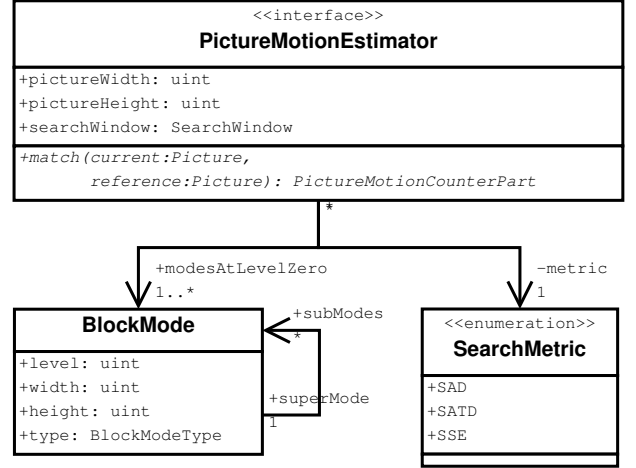 <<interface>>
PictureMotionEstimator
+pictureWidth: uint
+pictureHeight: uint
+searchWindow: SearchWindow
+match(current:Picture,
reference:Picture): PictureMotionCounterPart
*
+modesAtLevelZero
1..*
-metric
1
BlockMode
+level: uint
+width: uint
+height: uint
+type: BlockModeType
+subModes
*
+superMode
1
<<enumeration>>
SearchMetric
+SAD
+SATD
+SSE